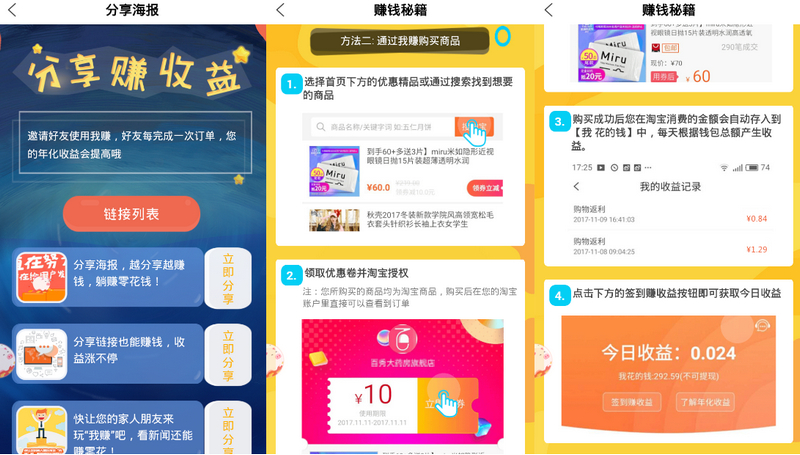 分享海报
分享赚收益
邀请好友使用我赚，好友每完成一次订单，您
的年化收益会提高哦
链接列表
分享海报，越分享越赚
钱，躺赚零花钱！
立即分享
分享链接也能赚钱，收
益涨不停
立即分享
快让您的家人朋友来
玩“我赚”吧，看新闻还能
赚零花！
立即分享
赚钱秘籍
方法二: 通过我赚购买商品
1.
选择首页下方的优惠精品或通过搜索找到想要
的商品
商品名称/关键字词 如:五仁月饼
到手60+多送3片】miru米如隐形近视
眼镜日抛15片装超薄透明水润
¥60.0
领券立减
秋壳2017冬装新款学院风高领宽松毛
衣套头针织衫长袖上衣女学生
2.
领取优惠卷并淘宝授权
注：您所购买的商品均为淘宝商品，购买后在您的淘宝
账户里直接可以查看到订单
百秀大药房旗舰店
¥10
使用期限
2017.11.11-2017.11.11
赚钱秘籍
眼镜日抛15片装透明水润高透氧
Miru
包邮
290笔成交
现价: ¥70
用券后
¥ 60
3.
购买成功后您在淘宝消费的金额会自动存入到
【我 花的钱】中，每天根据钱包总额产生收
益。
17:25
74
我的收益记录
购物返利
2017-11-09 16:41:03
¥0.84
购物返利
2017-11-08 09:04:25
¥1.29
4.
点击下方的签到赚收益按钮即可获取今日收益
今日收益：0.024
我花的钱:292.59(不可提现)
签到赚收益
了解年化收益